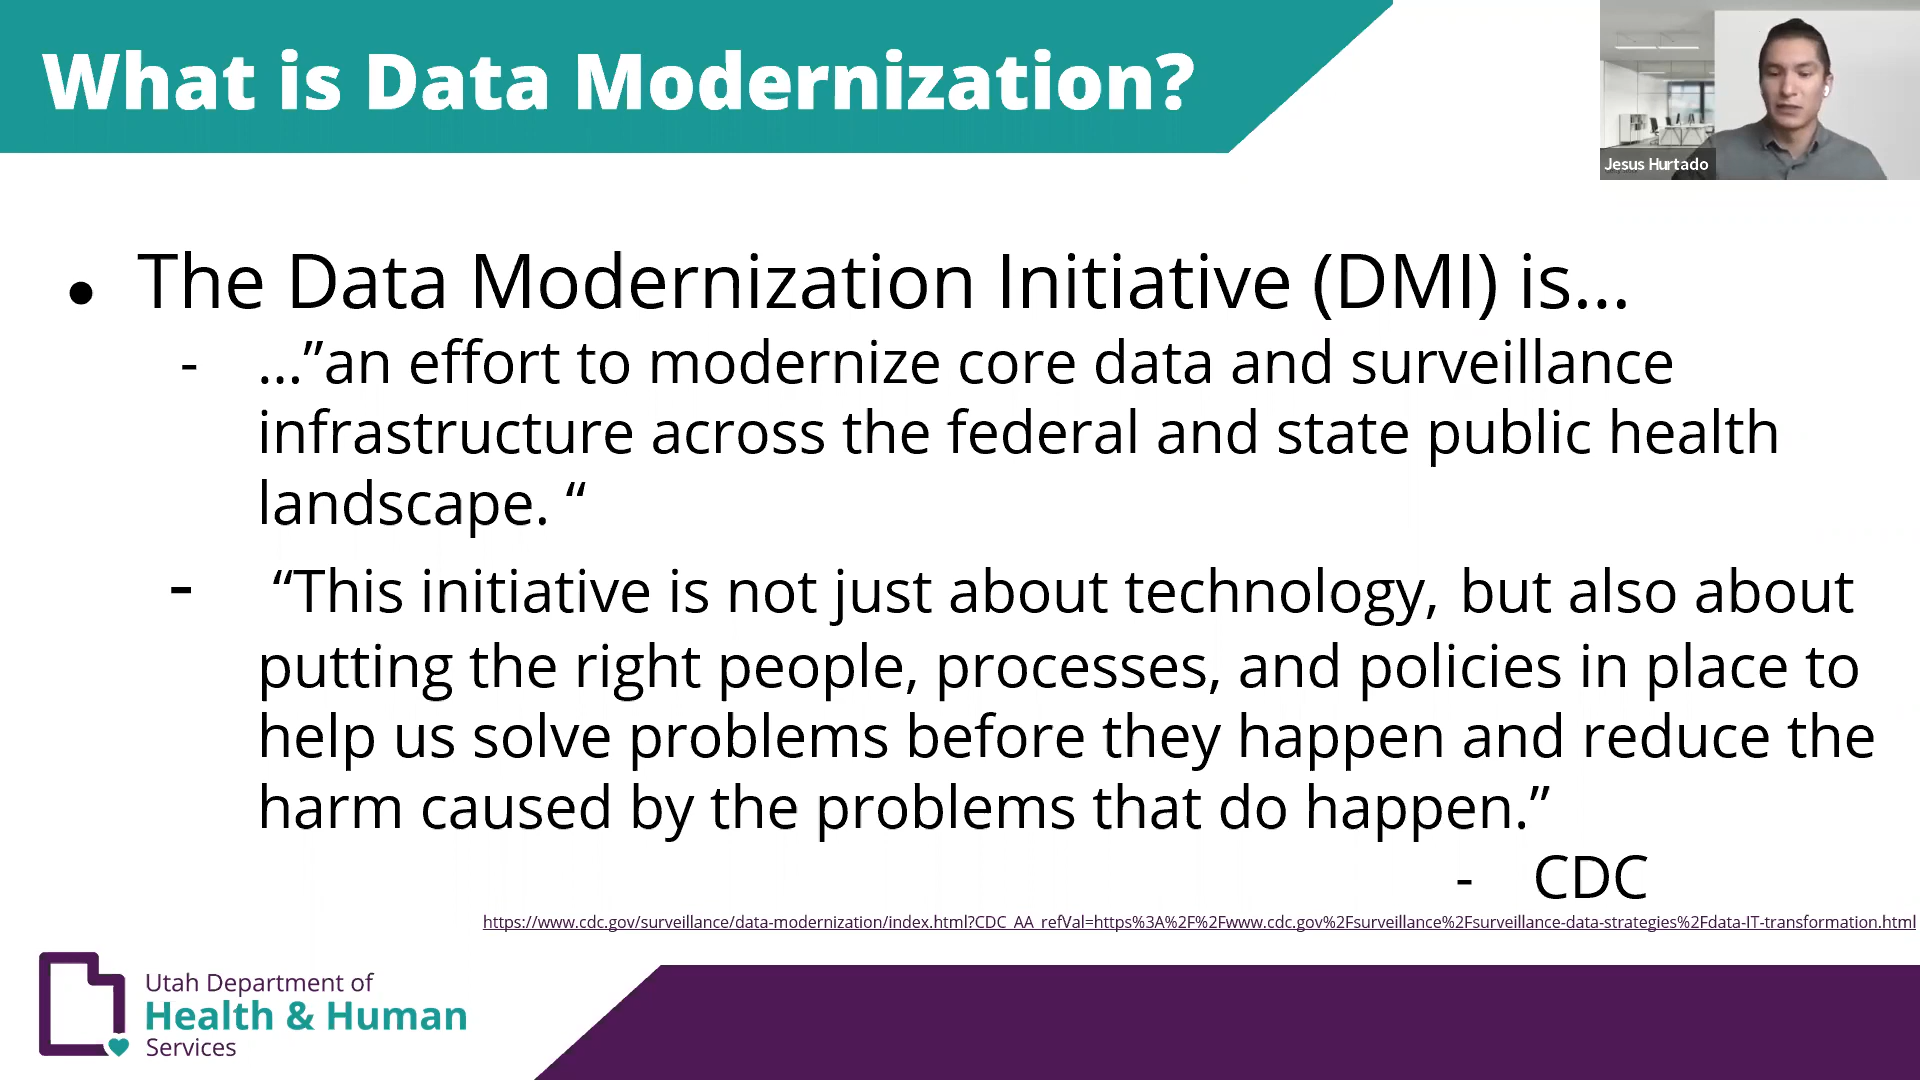 What is Data Modernization?
Jesus Hurtado
● The Data Modernization Initiative (DMI) is...
- ...”an effort to modernize core data and surveillance
infrastructure across the federal and state public health
landscape. “
- “This initiative is not just about technology, but also about
putting the right people, processes, and policies in place to
help us solve problems before they happen and reduce the
harm caused by the problems that do happen.”
- CDC
https://www.cdc.gov/surveillance/data-modernization/index.html?CDC_AA_refVal=https%3A%2F%2Fwww.cdc.gov%2Fsurveillance%2Fsurveillance-data-strategies%2Fdata-IT-transformation.html
Utah Department of
Health & Human
Services